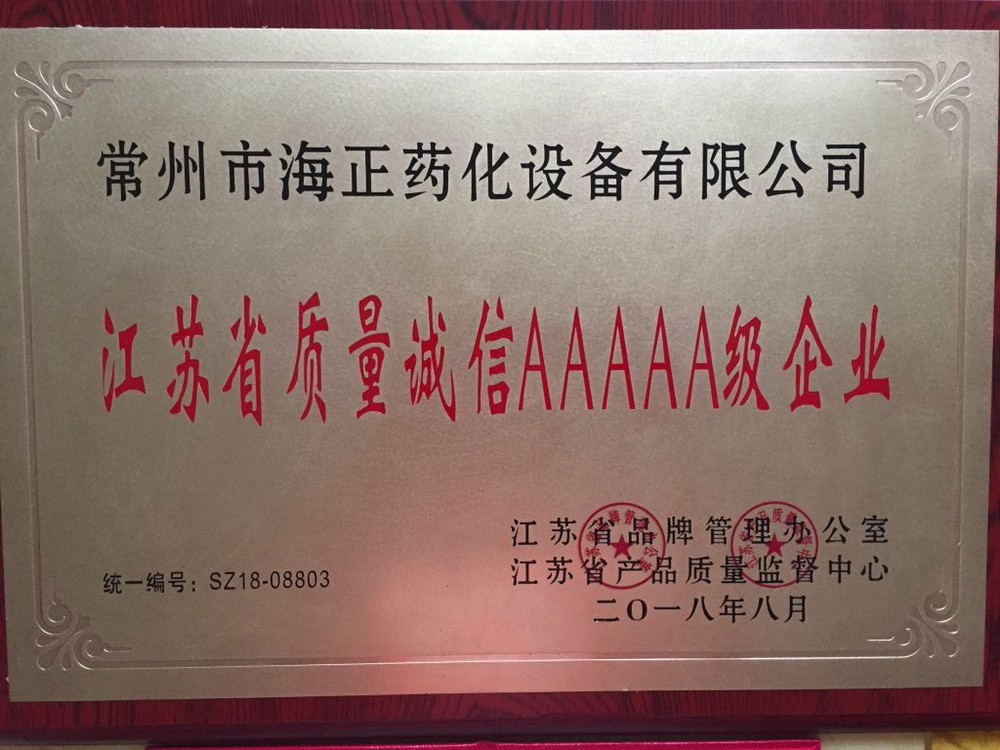 常州市海正药化设备有限公司
江苏省质量诚信AAAAA级企业
江苏省品牌管理办公室
江苏省产品质量监督中心
二〇一八年八月
统一编号：SZ18-08803